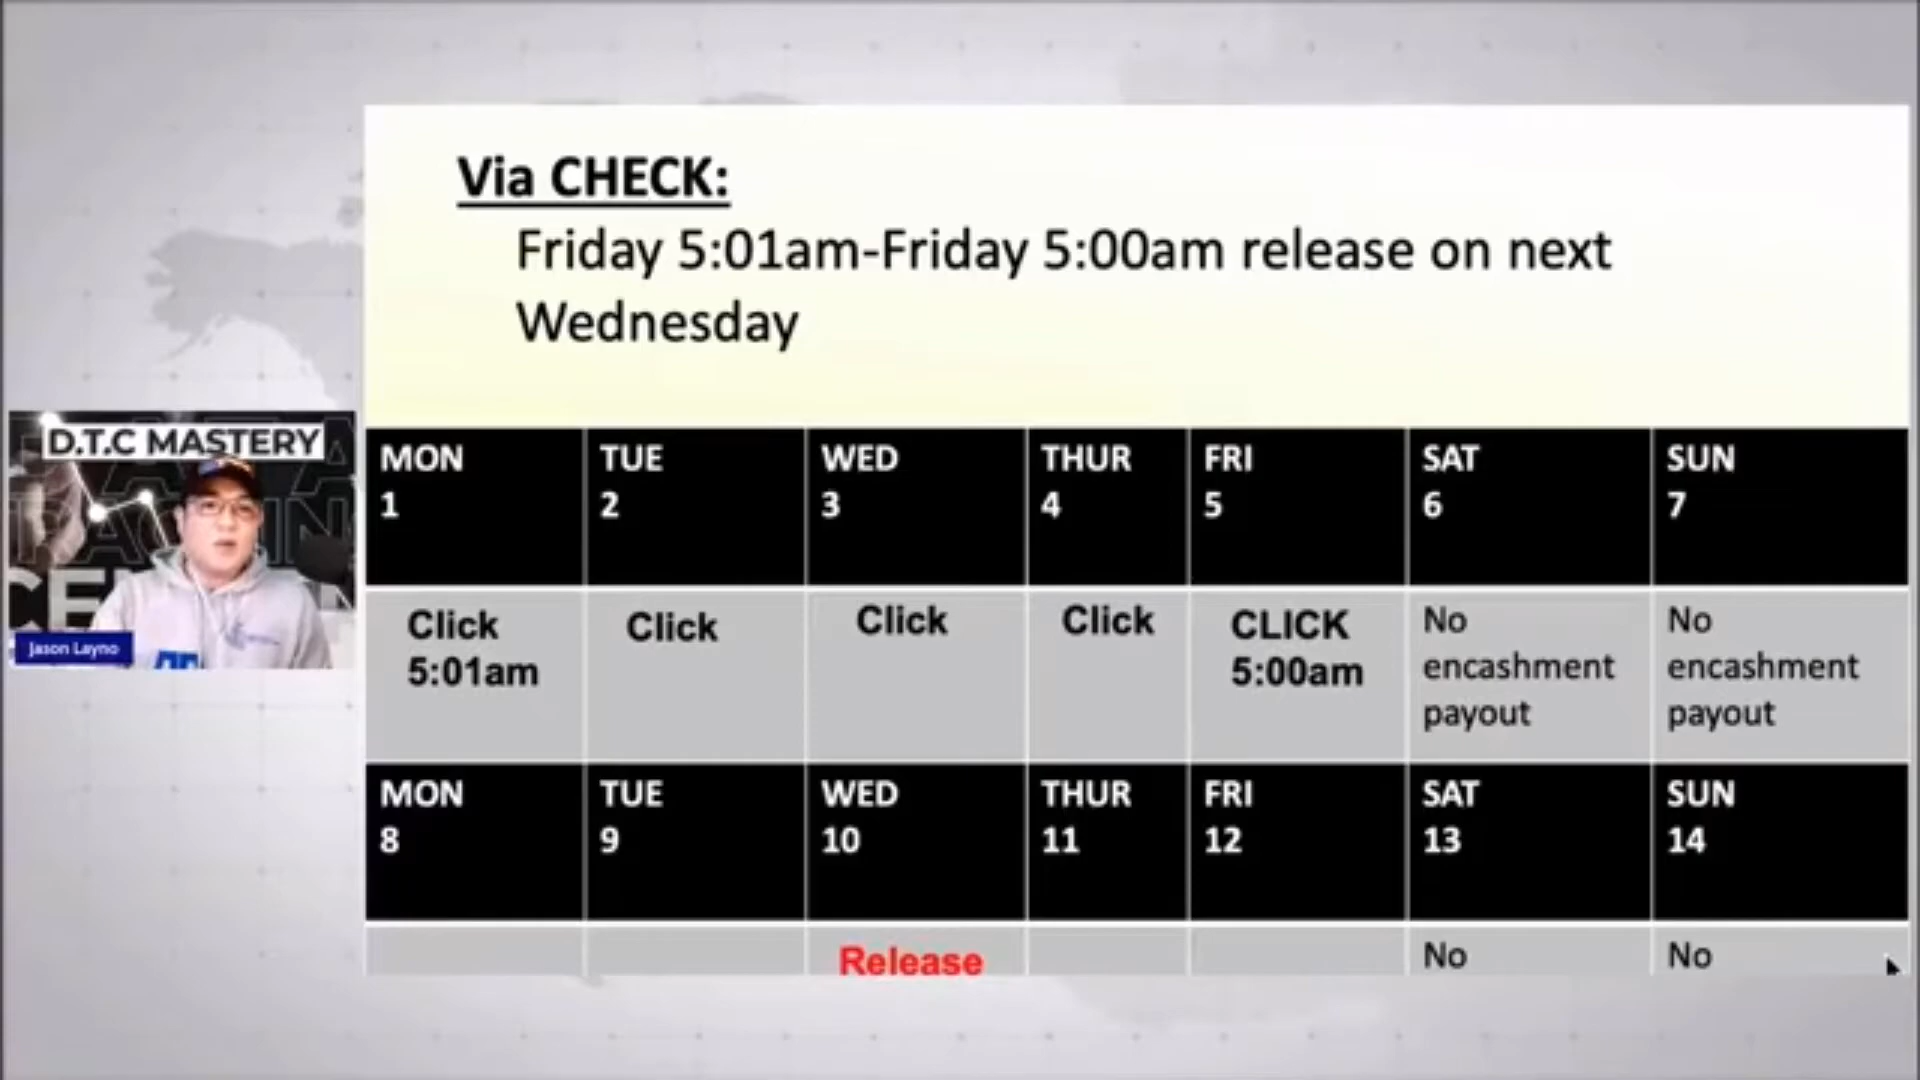 Via CHECK:
Friday 5:01am-Friday 5:00am release on next
Wednesday
D.T.C MASTERY
Jason Layno
MON TUE WED THUR FRI SAT SUN
1 2 3 4 5 6 7
Click Click Click Click CLICK No No
5:01am 5:00am encashment encashment
payout payout
MON TUE WED THUR FRI SAT SUN
8 9 10 11 12 13 14
Release No No